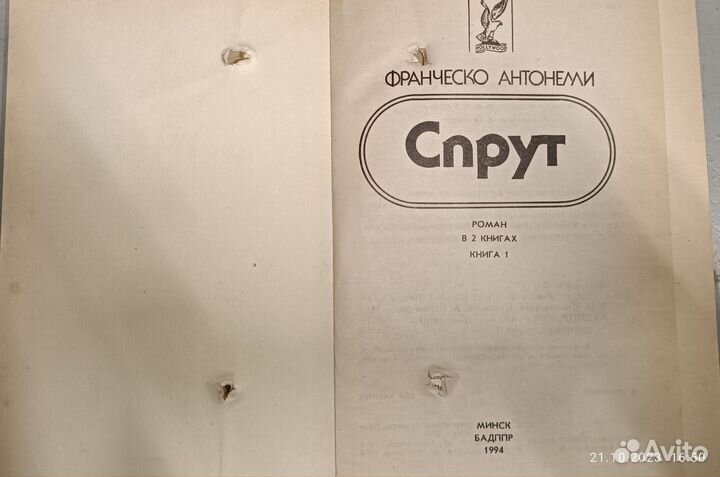 HOLLYWOOD
ФРАНЧЕСКО АНТОНЕЛЛИ
Спрут
РОМАН
В 2 КНИГАХ
КНИГА 1
МИНСК
БАДППР
1994
21.10.2023 16:50
Avito